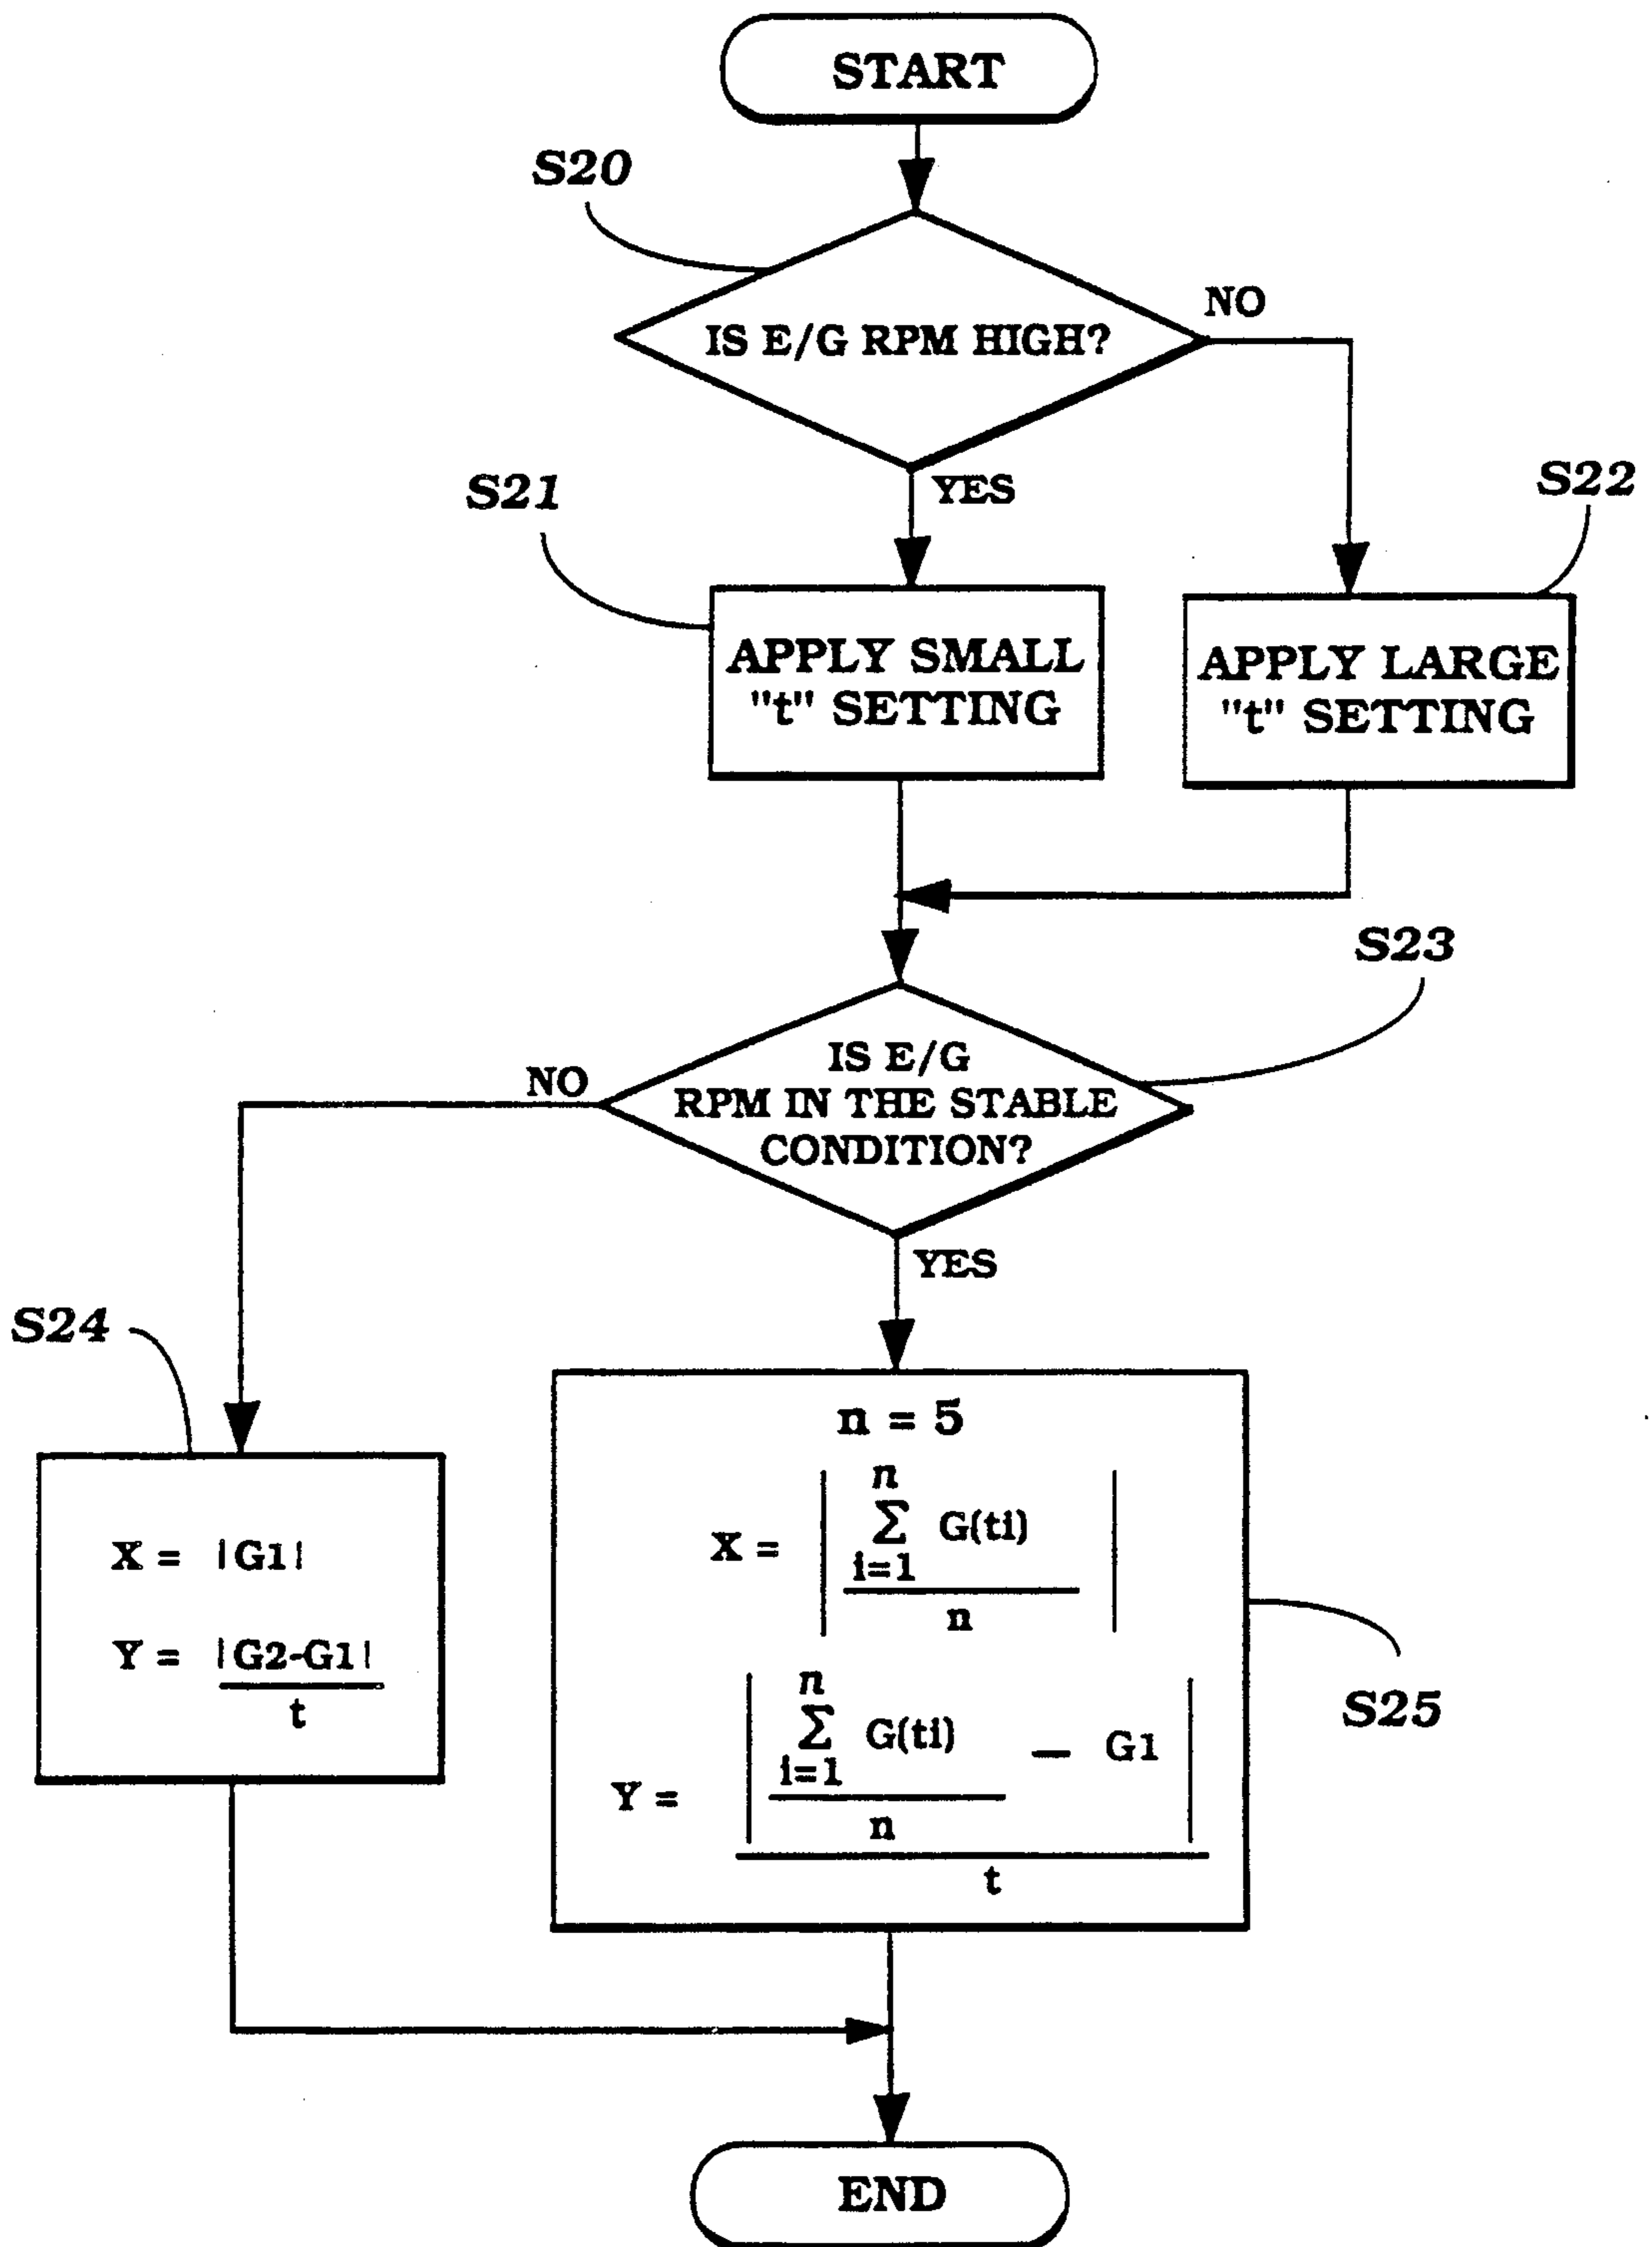 START
S20
IS E/G RPM HIGH?
NO
YES
S21
S22
APPLY SMALL
"t" SETTING
APPLY LARGE
"t" SETTING
S23
IS E/G
RPM IN THE STABLE
CONDITION?
NO
YES
S24
X = |G1|
Y = |G2-G1|
t
n = 5
n
X = | Σ G(ti) |
i=1
n
n
Σ G(ti) — G1
i=1
Y =
n
t
S25
END